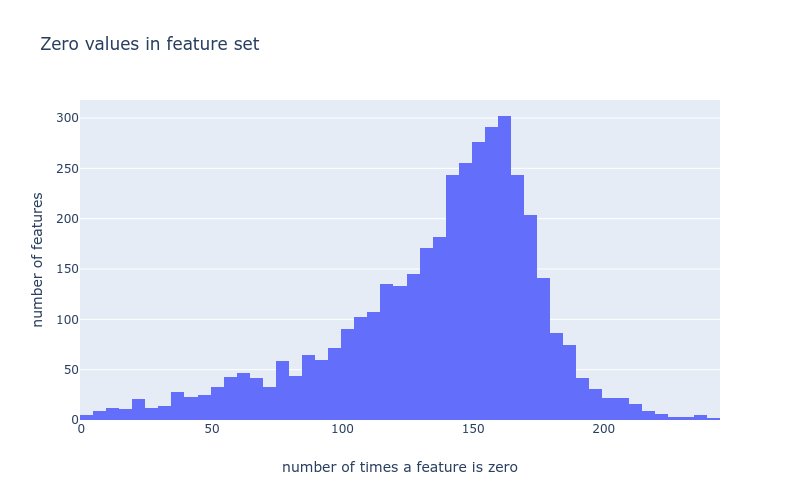 Zero values in feature set
300
250
200
150
100
50
0
number of features
0 50 100 150 200
number of times a feature is zero